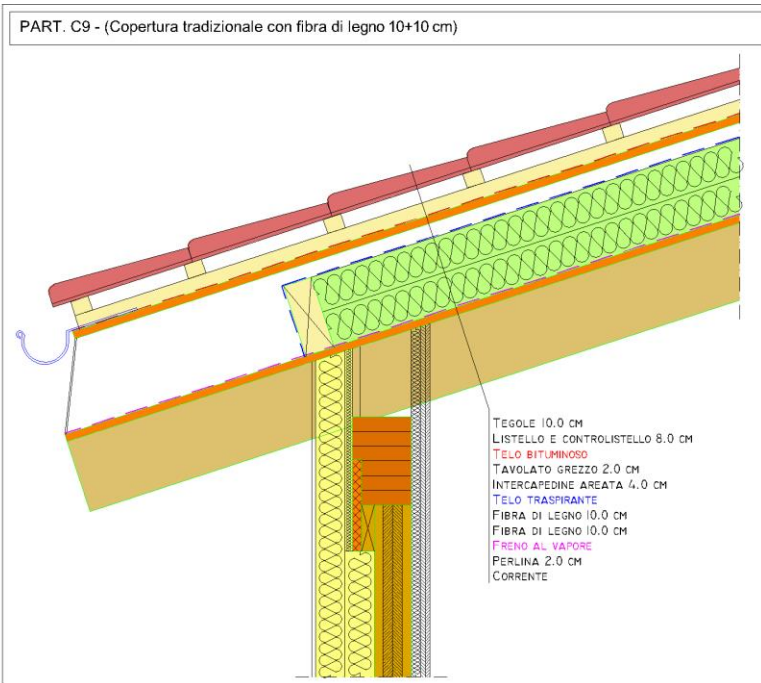 PART. C9 - (Copertura tradizionale con fibra di legno 10+10 cm)
TEGOLE 10.0 CM
LISTELLO E CONTROLISTELLO 8.0 CM
TELO BITUMINOSO
TAVOLATO GREZZO 2.0 CM
INTERCAPEDINE AREATA 4.0 CM
TELO TRASPIRANTE
FIBRA DI LEGNO 10.0 CM
FIBRA DI LEGNO 10.0 CM
FRENO AL VAPORE
PERLINA 2.0 CM
CORRENTE